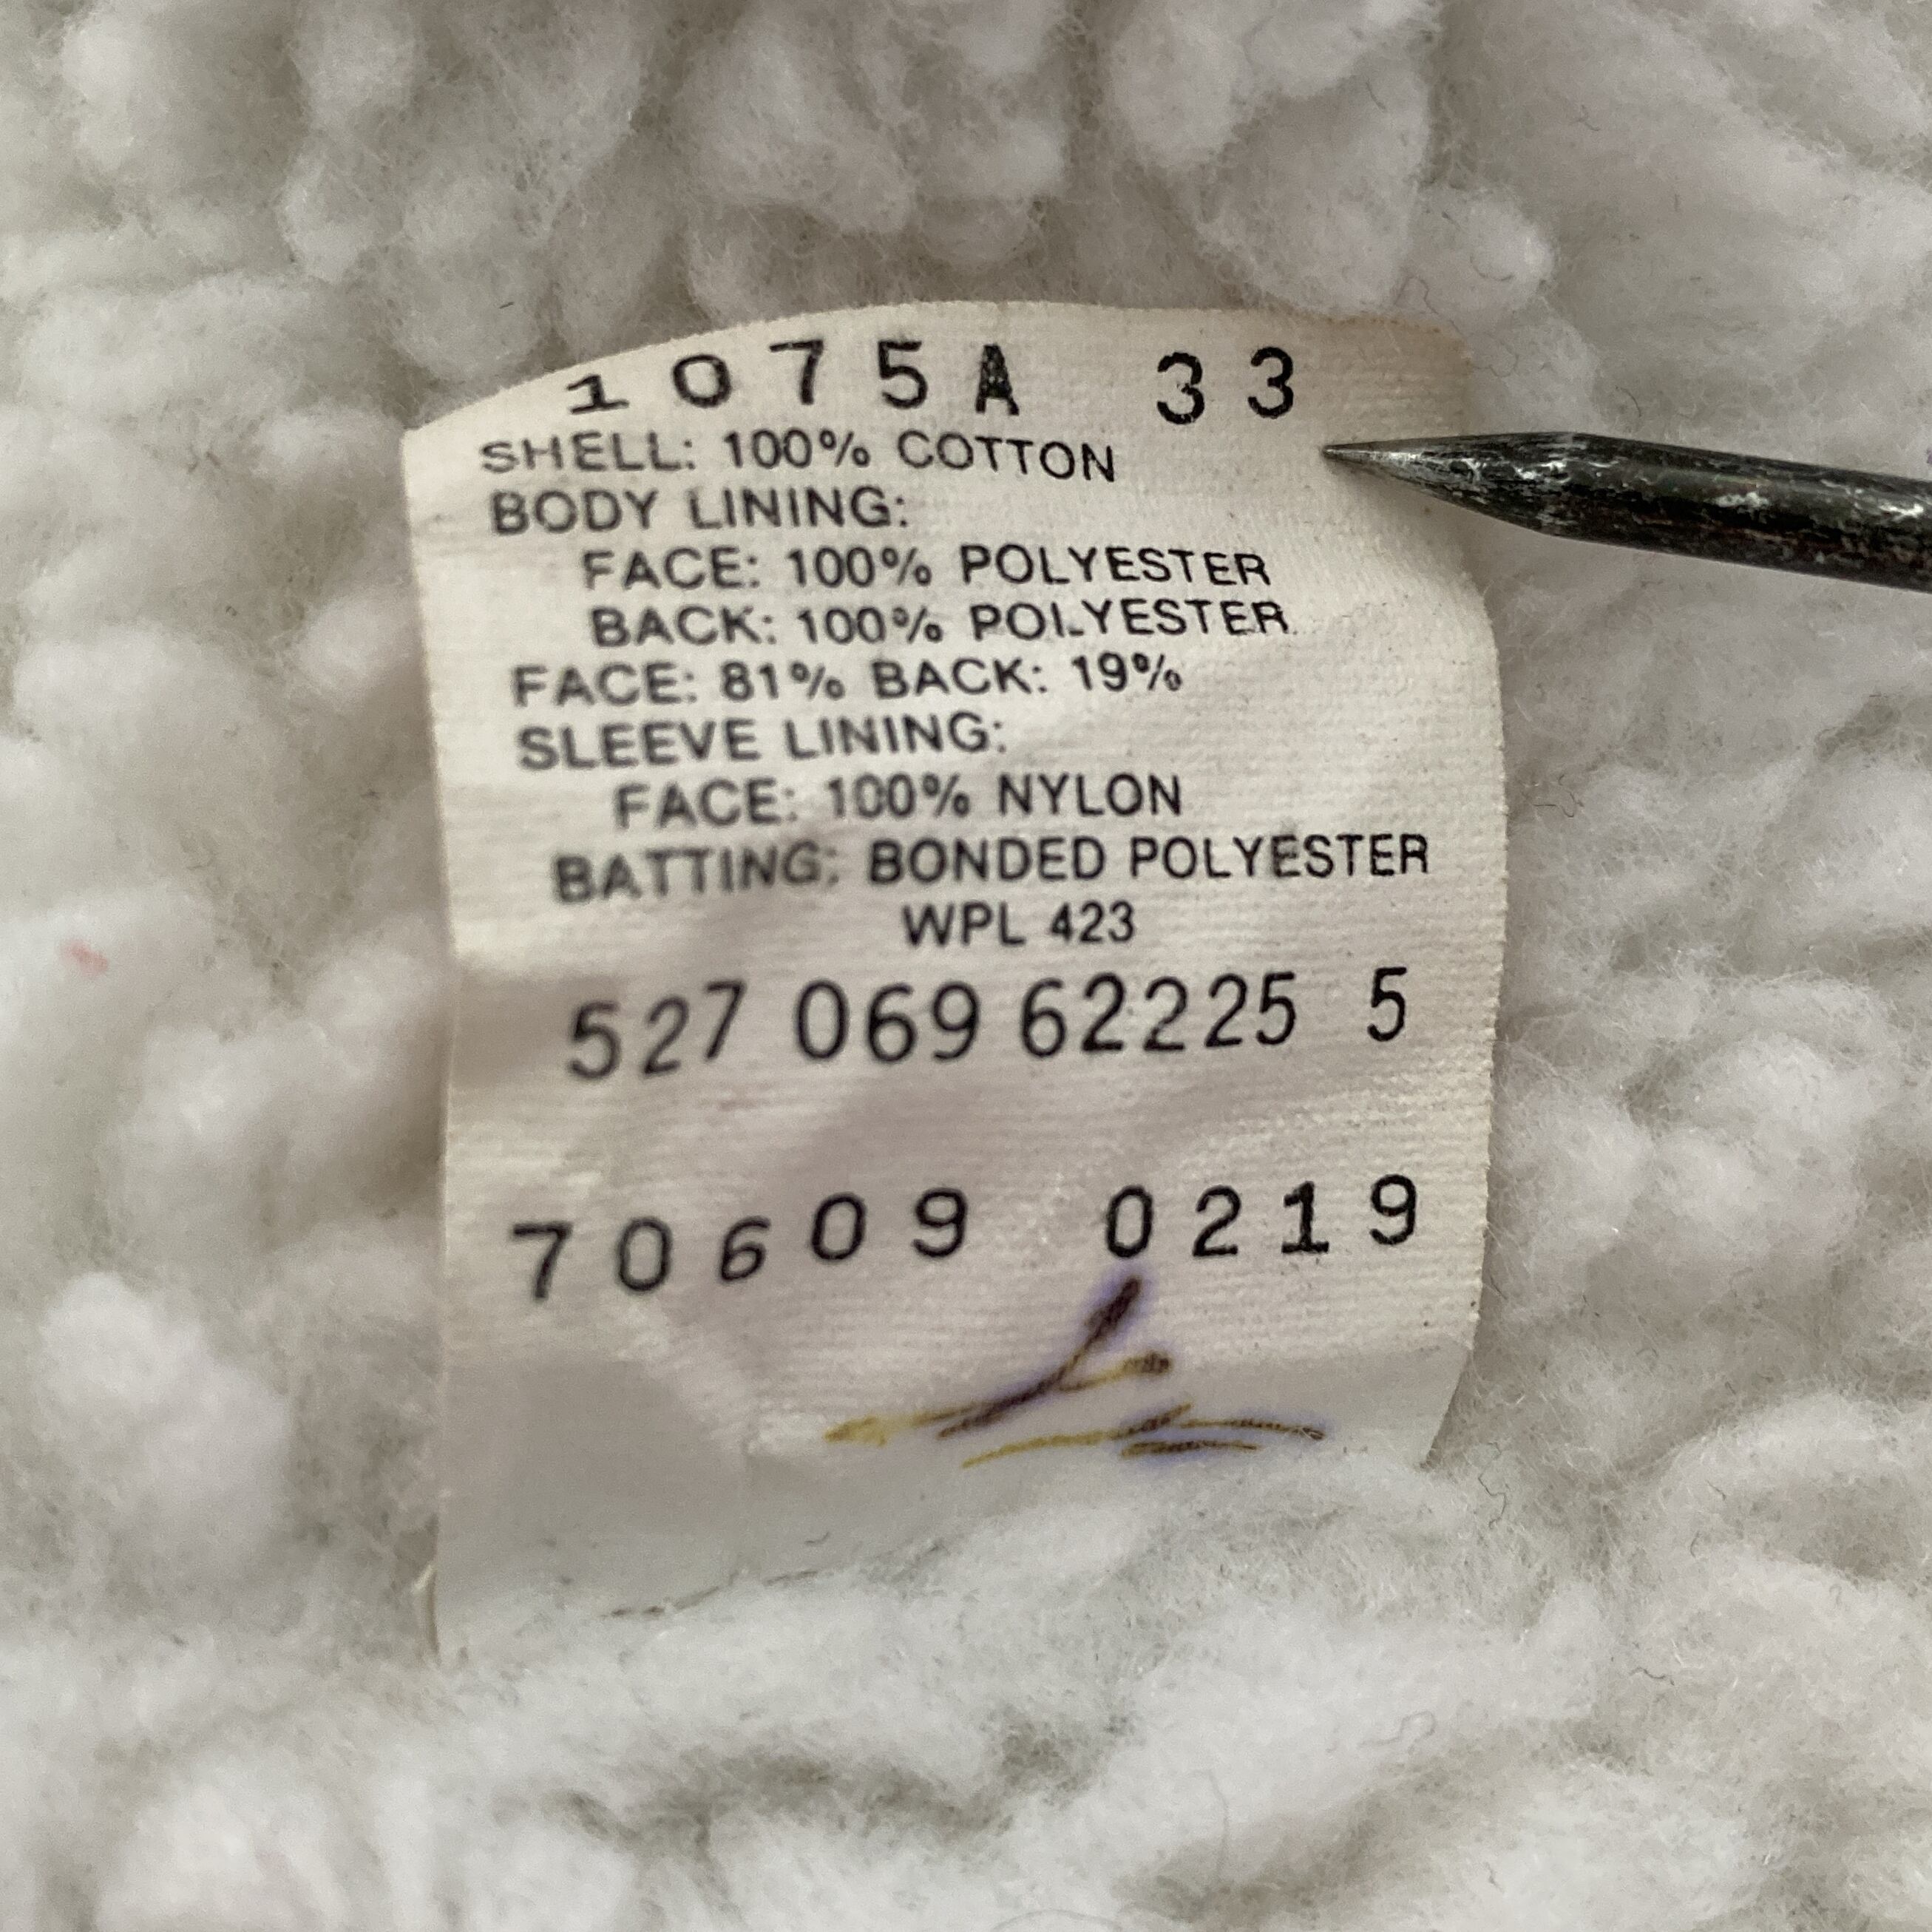 1075A 33
SHELL: 100% COTTON
BODY LINING:
FACE: 100% POLYESTER
BACK: 100% POLYESTER
FACE: 81% BACK: 19%
SLEEVE LINING:
FACE: 100% NYLON
BATTING: BONDED POLYESTER
WPL 423
527 069 62225 5
70609 0219